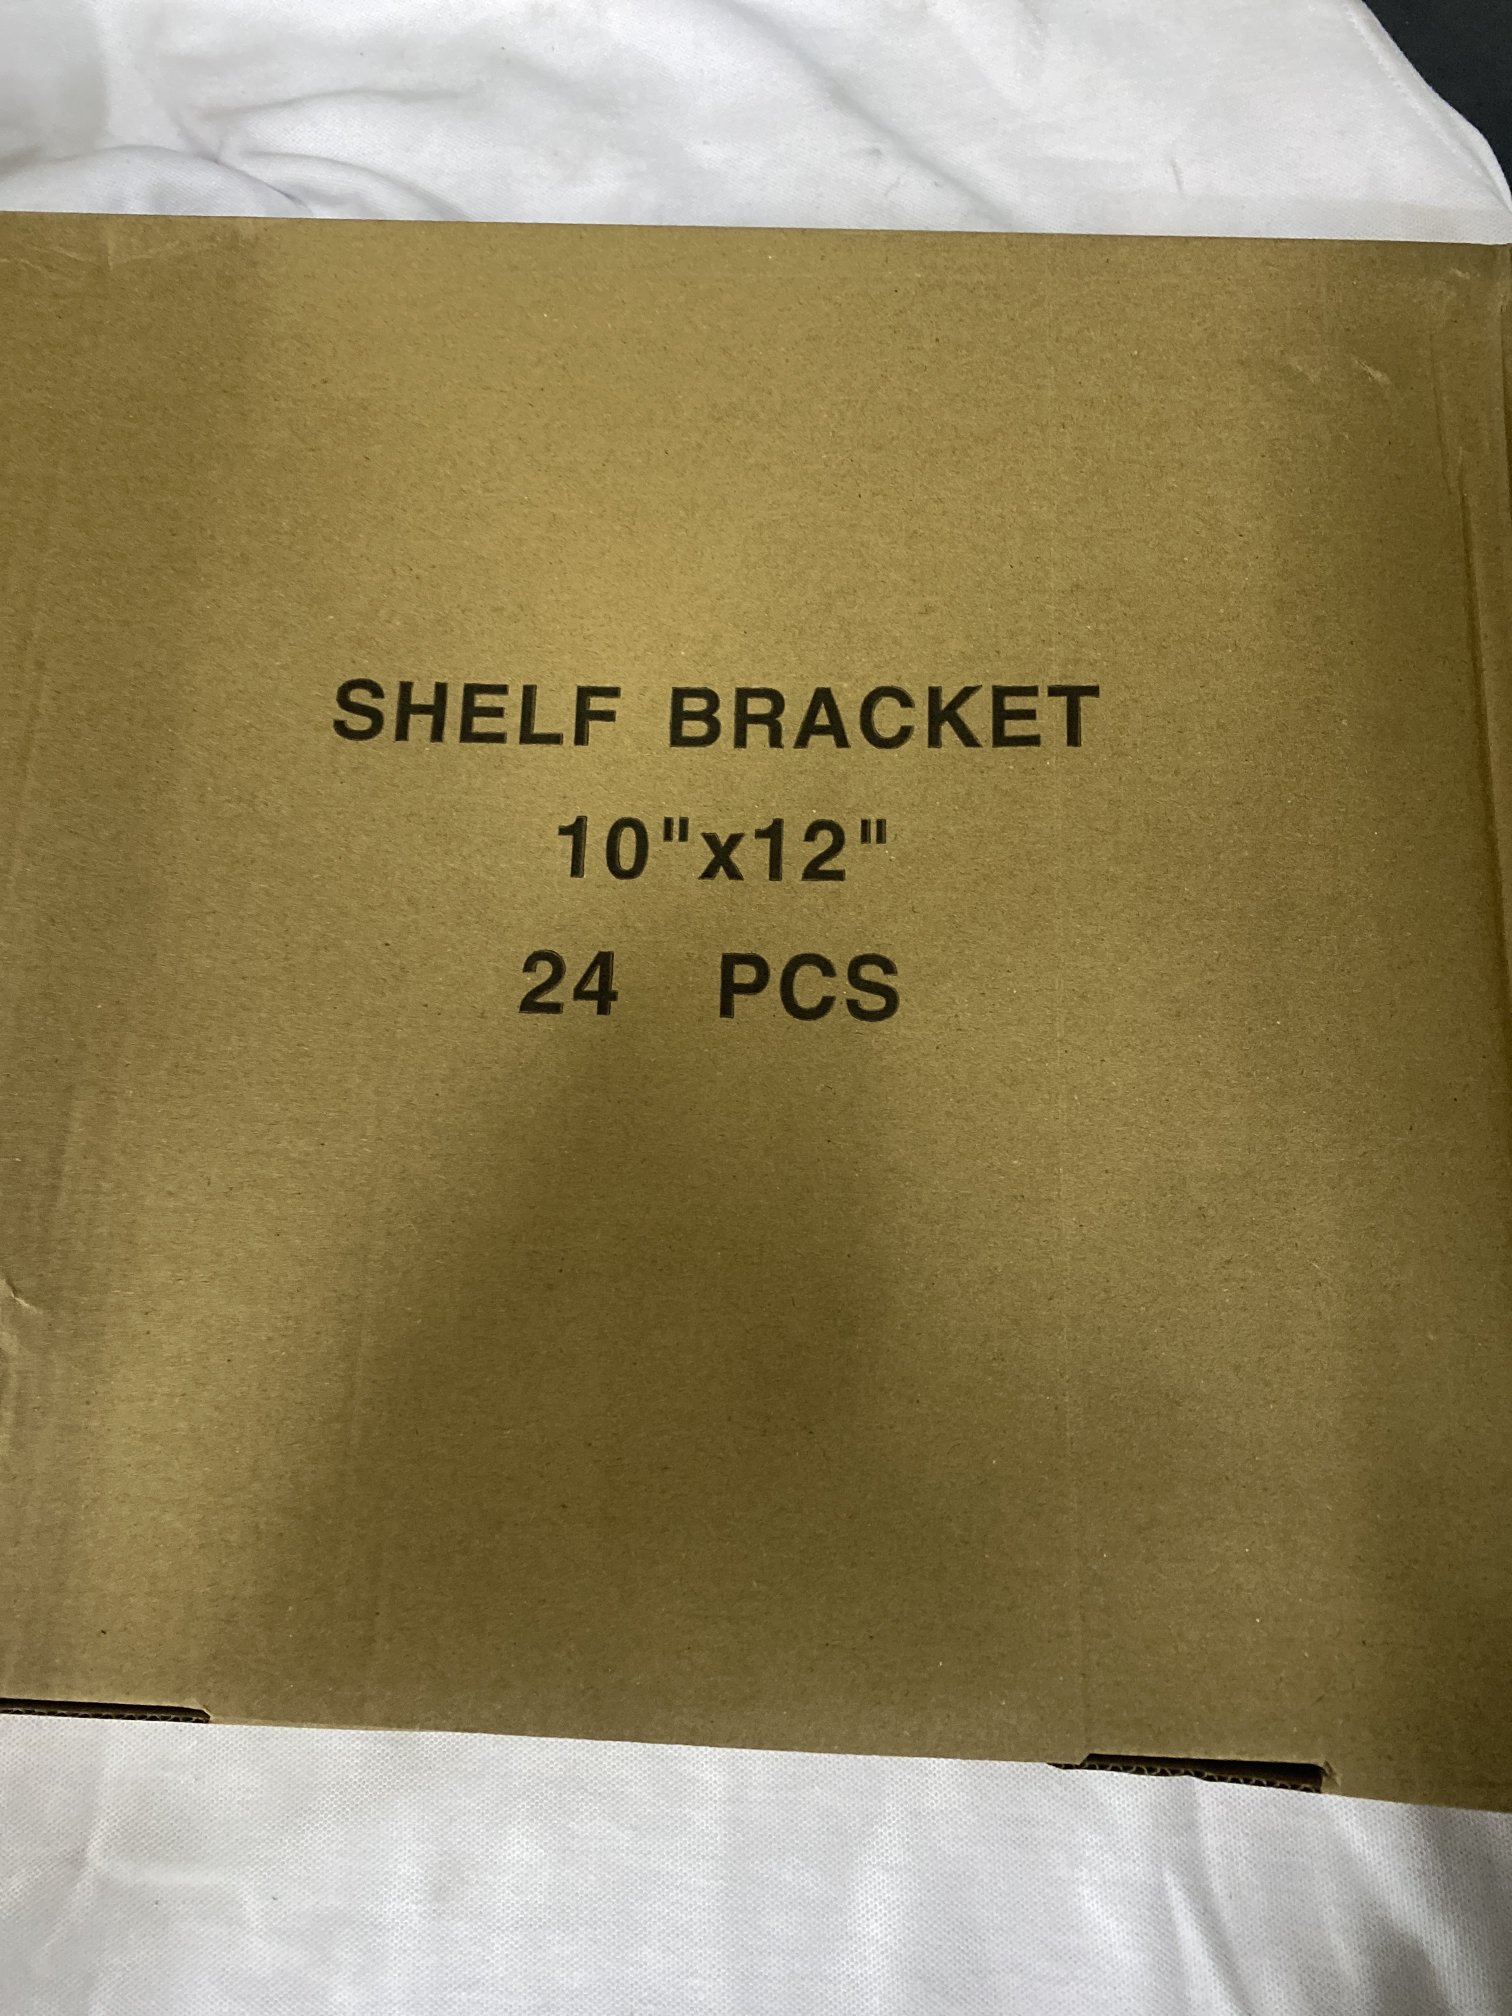 SHELF BRACKET
10"x12"
24 PCS